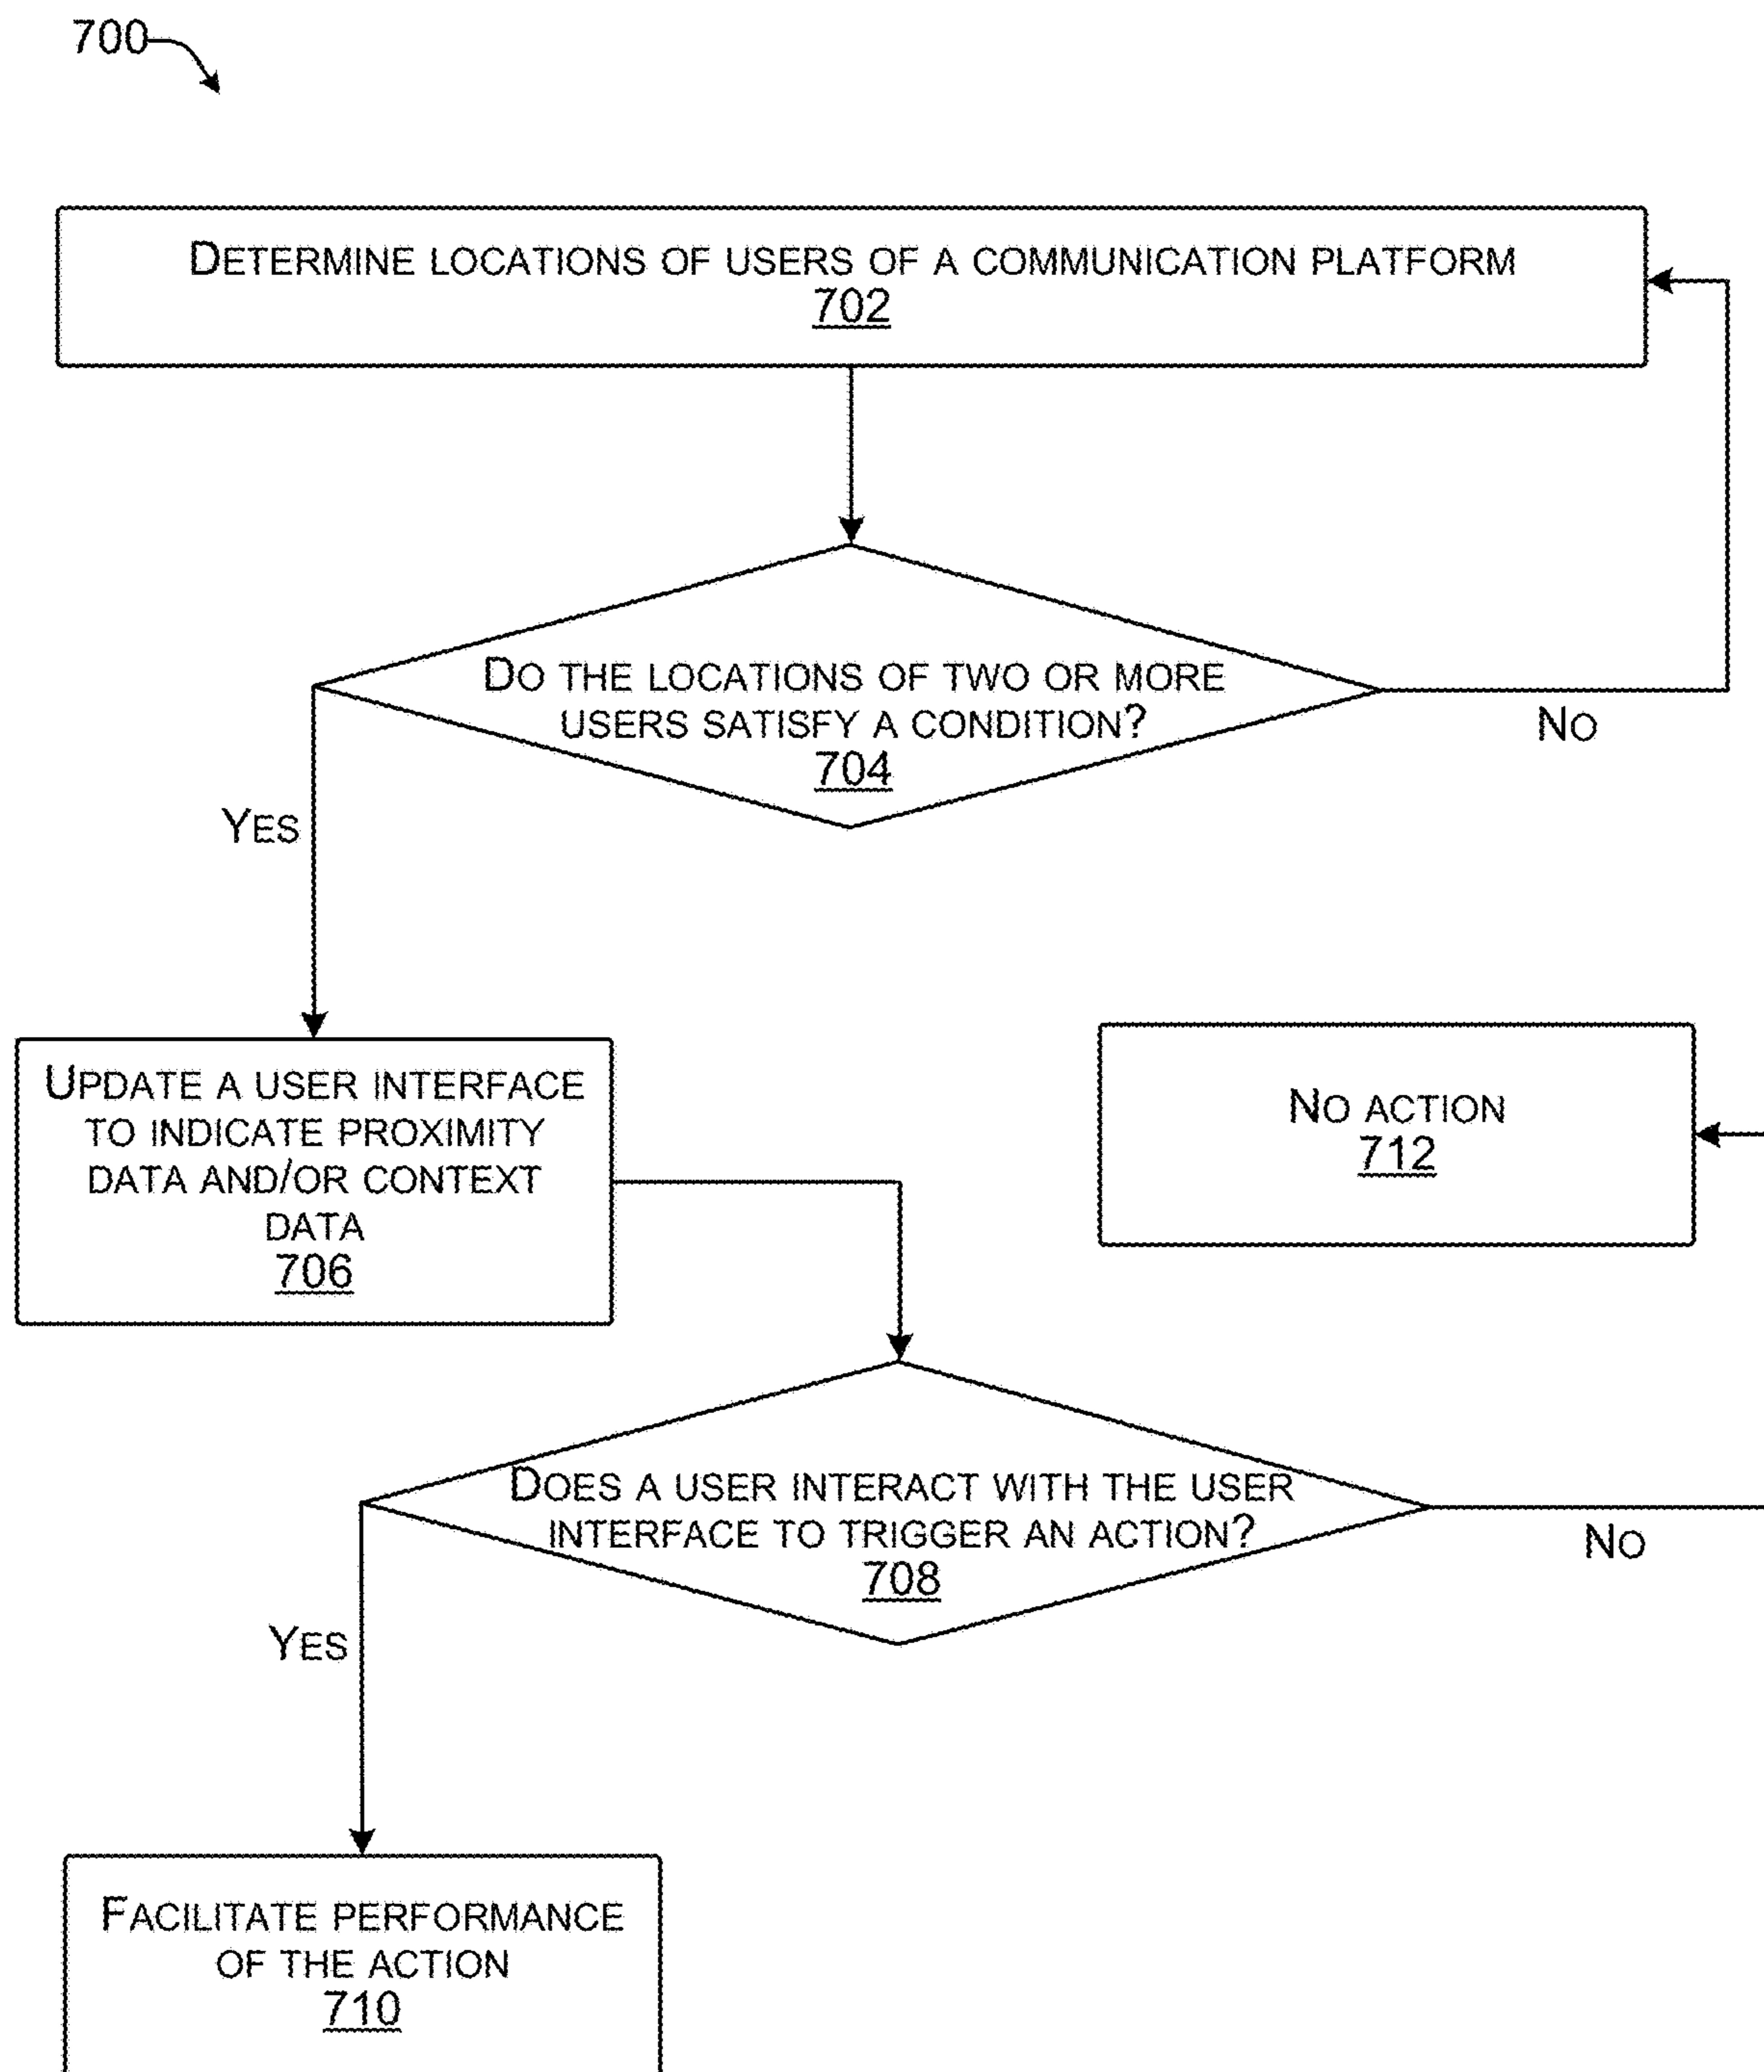 700
DETERMINE LOCATIONS OF USERS OF A COMMUNICATION PLATFORM
702
DO THE LOCATIONS OF TWO OR MORE
USERS SATISFY A CONDITION?
704
NO
YES
UPDATE A USER INTERFACE
TO INDICATE PROXIMITY
DATA AND/OR CONTEXT
DATA
706
NO ACTION
712
DOES A USER INTERACT WITH THE USER
INTERFACE TO TRIGGER AN ACTION?
708
NO
YES
FACILITATE PERFORMANCE
OF THE ACTION
710